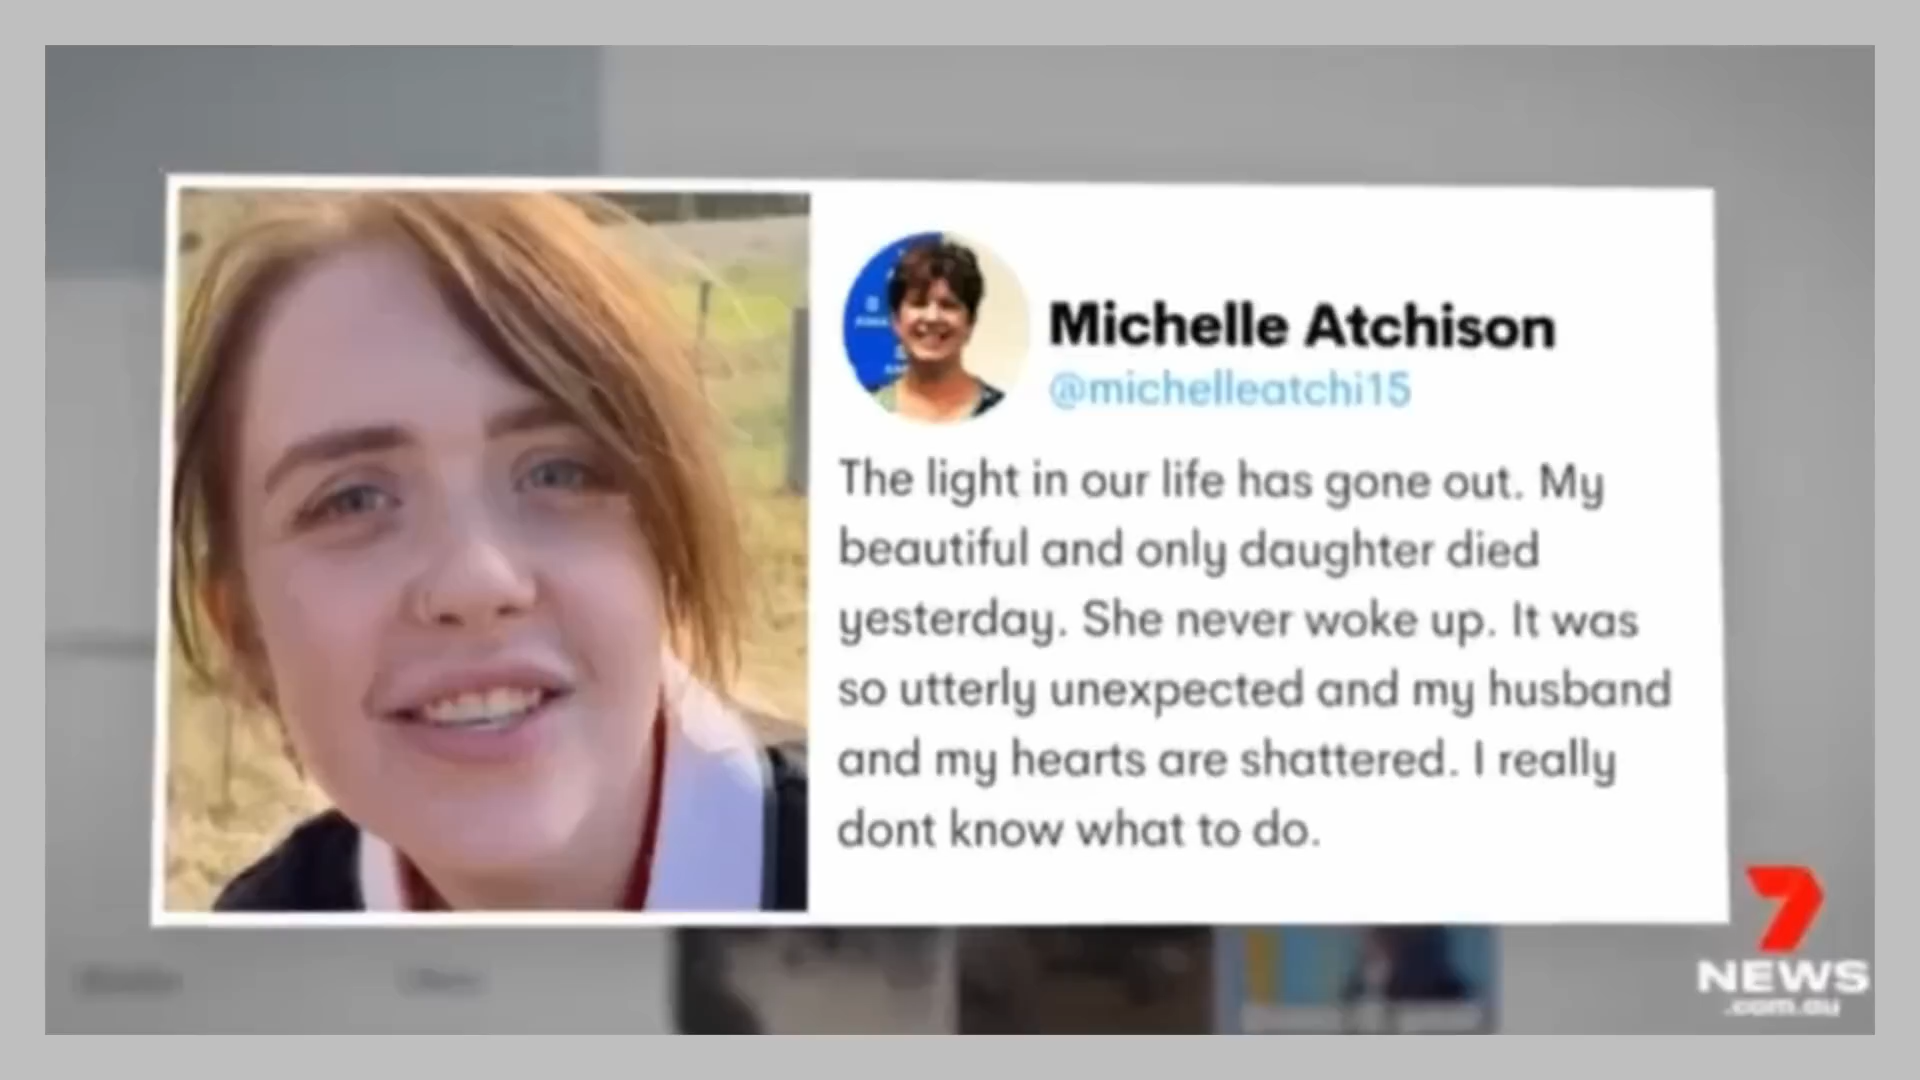 Michelle Atchison
@michelleatchi15
The light in our life has gone out. My
beautiful and only daughter died
yesterday. She never woke up. It was
so utterly unexpected and my husband
and my hearts are shattered. I really
dont know what to do.
7
NEWS
.com.au